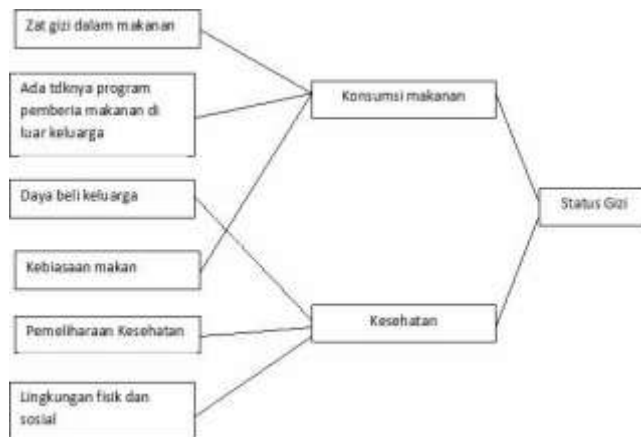 Zat gizi dalam makanan
Ada tdknya program
pemberia makanan di
luar keluarga
Konsumsi makanan
Daya beli keluarga
Status Gizi
Kebiasaan makan
Pemeliharaan Kesehatan
Kesehatan
Lingkungan fisik dan
sosial